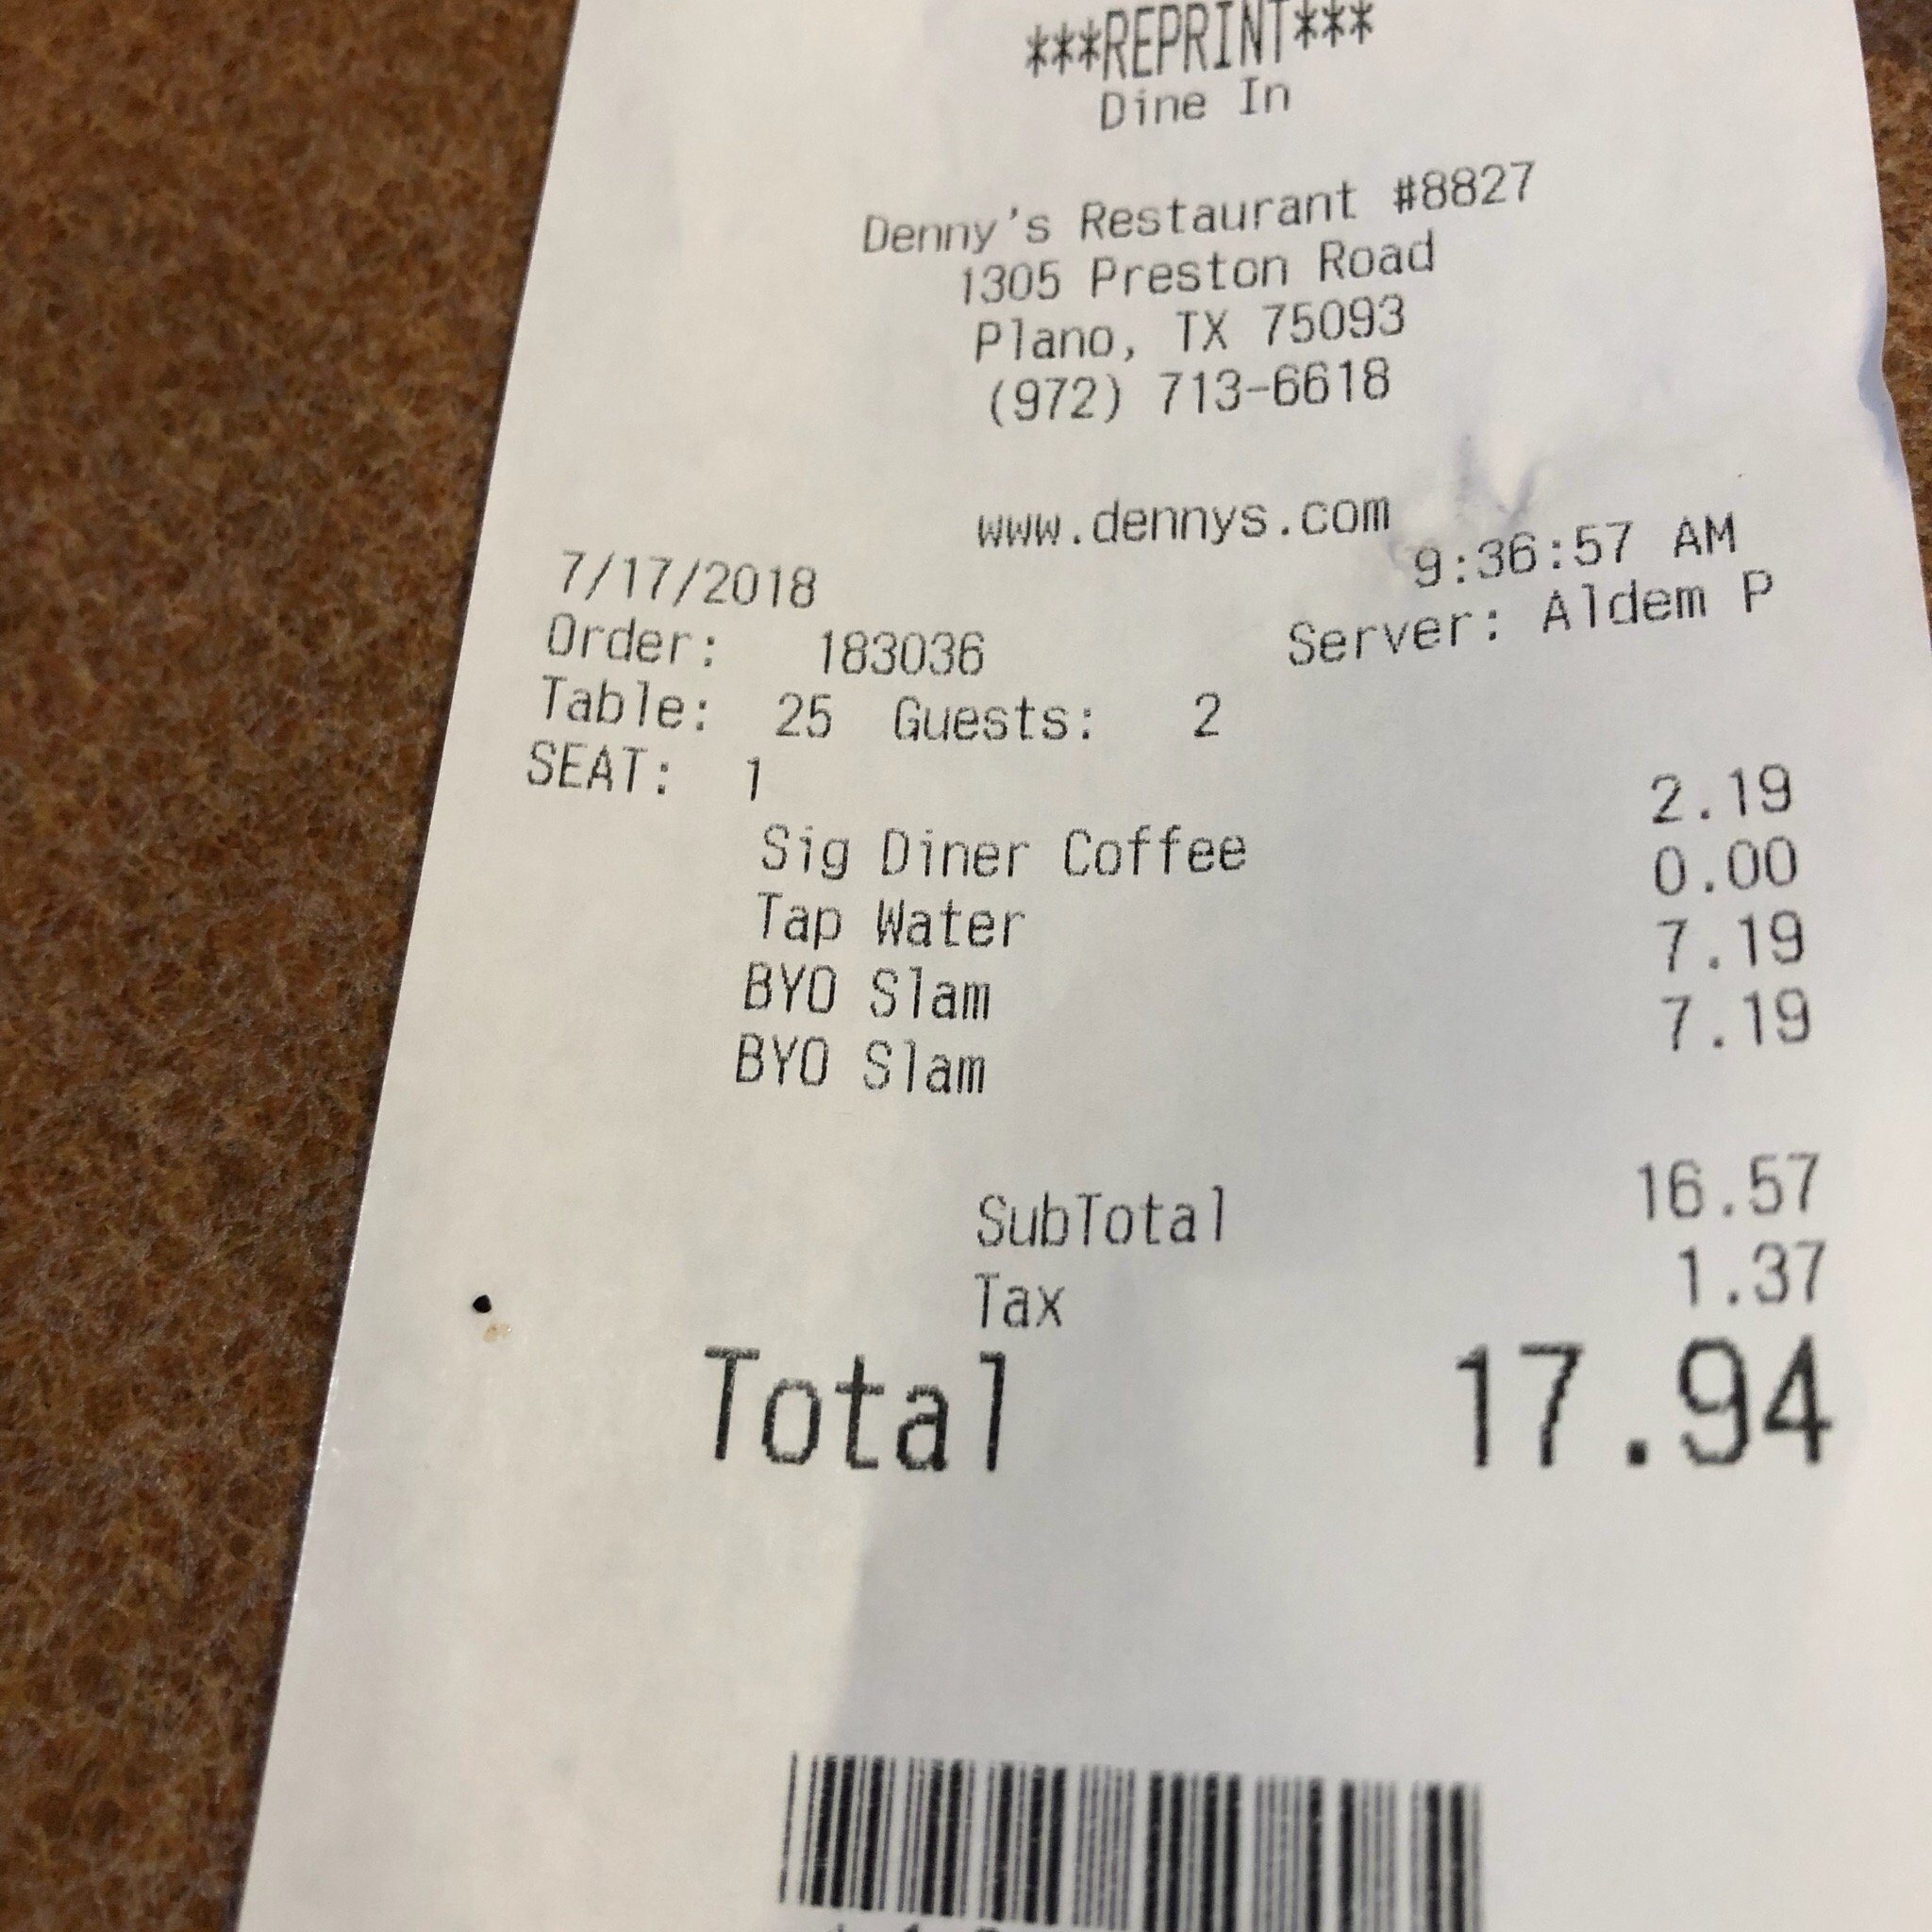 ***REPRINT***
Dine In
Denny's Restaurant #8827
1305 Preston Road
Plano, TX 75093
(972) 713-6618
www.dennys.com
7/17/2018 9:36:57 AM
Order: 183036 Server: Aldem P
Table: 25 Guests: 2
SEAT: 1
Sig Diner Coffee 2.19
Tap Water 0.00
BYO Slam 7.19
BYO Slam 7.19
SubTotal 16.57
Tax 1.37
Total 17.94